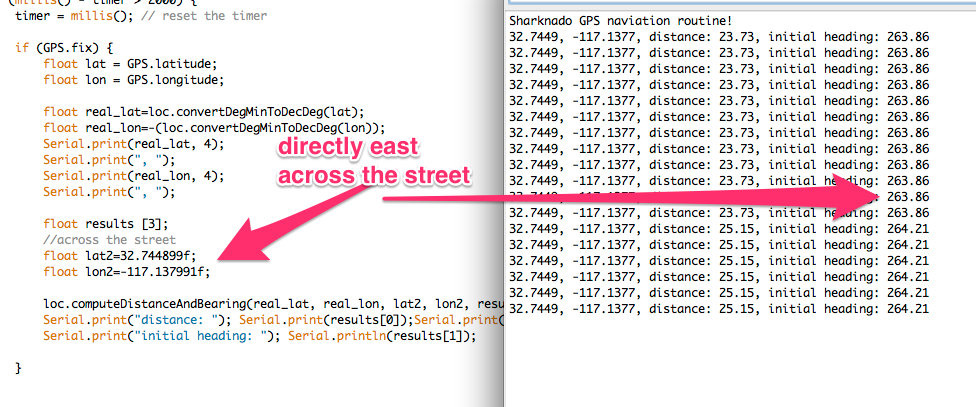 (millis() - timer > 2000) {
timer = millis(); // reset the timer
if (GPS.fix) {
float lat = GPS.latitude;
float lon = GPS.longitude;
float real_lat=loc.convertDegMinToDecDeg(lat);
float real_lon=-(loc.convertDegMinToDecDeg(lon));
Serial.print(real_lat, 4);
Serial.print(", ");
Serial.print(real_lon, 4);
Serial.print(", ");
float results [3];
//across the street
float lat2=32.744899f;
float lon2=-117.137991f;
loc.computeDistanceAndBearing(real_lat, real_lon, lat2, lon2, resu
Serial.print("distance: "); Serial.print(results[0]);Serial.print(
Serial.print("initial heading: "); Serial.println(results[1]);
}
directly east
across the street
Sharknado GPS naviation routine!
32.7449, -117.1377, distance: 23.73, initial heading: 263.86
32.7449, -117.1377, distance: 23.73, initial heading: 263.86
32.7449, -117.1377, distance: 23.73, initial heading: 263.86
32.7449, -117.1377, distance: 23.73, initial heading: 263.86
32.7449, -117.1377, distance: 23.73, initial heading: 263.86
32.7449, -117.1377, distance: 23.73, initial heading: 263.86
32.7449, -117.1377, distance: 23.73, initial heading: 263.86
32.7449, -117.1377, distance: 23.73, initial heading: 263.86
32.7449, -117.1377, distance: 23.73, initial heading: 263.86
32.7449, -117.1377, distance: 23.73, initial heading: 263.86
263.86
32.7449, -117.1377, distance: 23.73, initial heading: 263.86
32.7449, -117.1377, distance: 25.15, initial heading: 264.21
32.7449, -117.1377, distance: 25.15, initial heading: 264.21
32.7449, -117.1377, distance: 25.15, initial heading: 264.21
32.7449, -117.1377, distance: 25.15, initial heading: 264.21
32.7449, -117.1377, distance: 25.15, initial heading: 264.21
32.7449, -117.1377, distance: 25.15, initial heading: 264.21